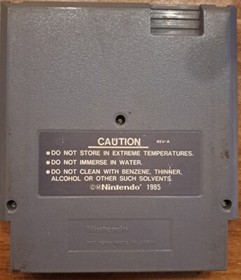 CAUTION REV-A
•DO NOT STORE IN EXTREME TEMPERATURES.
•DO NOT IMMERSE IN WATER.
•DO NOT CLEAN WITH BENZENE, THINNER,
ALCOHOL OR OTHER SUCH SOLVENTS.
©®Nintendo 1985
Nintendo